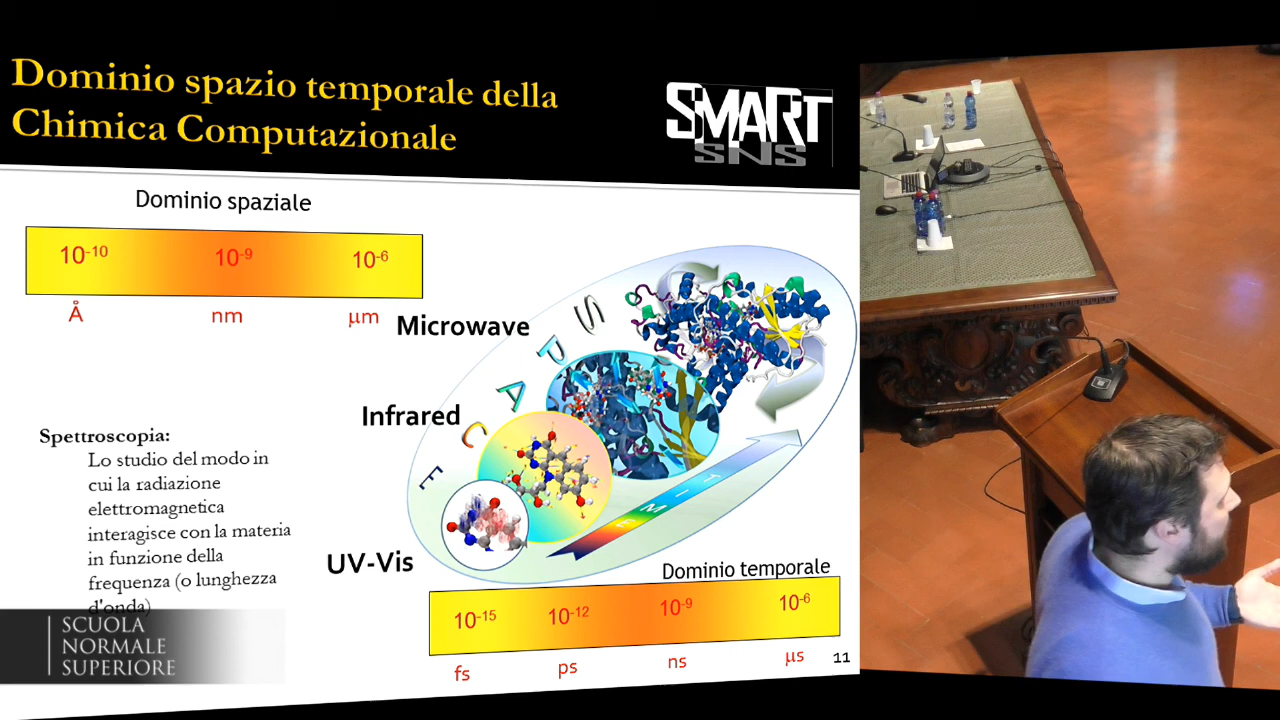 Dominio spazio temporale della
Chimica Computazionale
SMART
SNS
Dominio spaziale
10-10
10-9
10-6
Å
nm
μm
Microwave
Infrared
UV-Vis
S P A C E
T I M E
Spettroscopia:
Lo studio del modo in
cui la radiazione
elettromagnetica
interagisce con la materia
in funzione della
frequenza (o lunghezza
d'onda)
Dominio temporale
10-15
10-12
10-9
10-6
fs
ps
ns
μs
11
SCUOLA
NORMALE
SUPERIORE